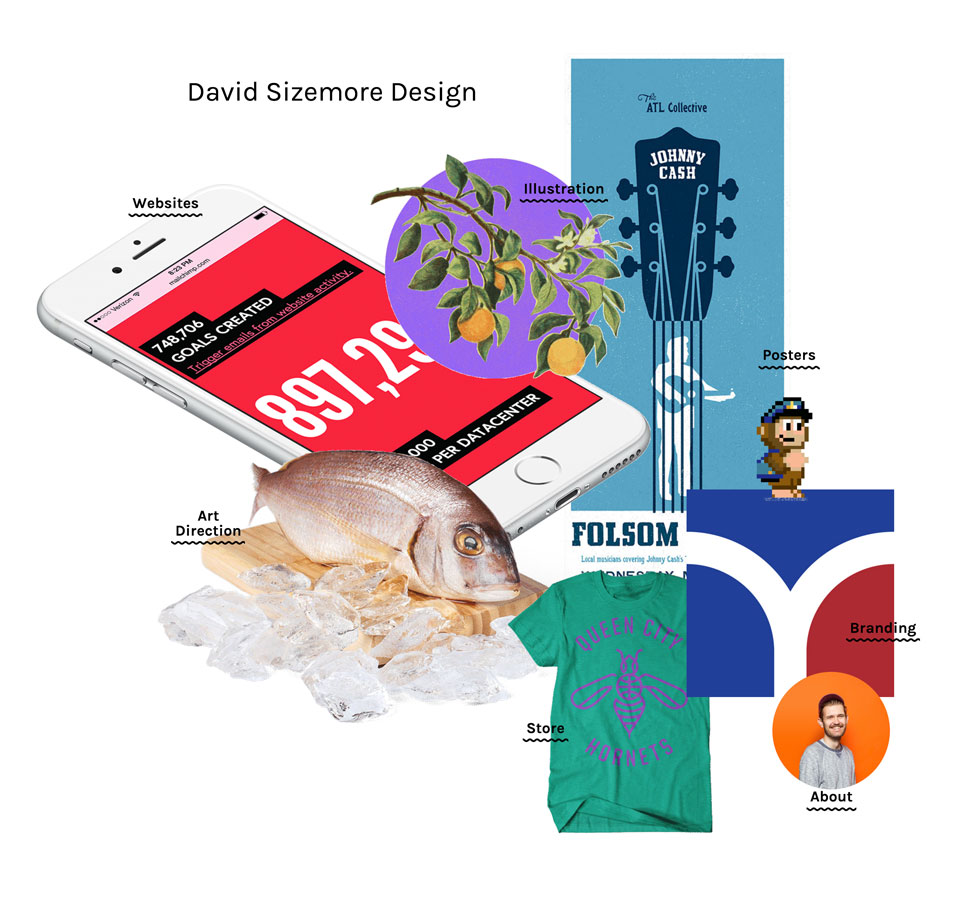 David Sizemore Design
The
ATL Collective
JOHNNY
CASH
Illustration
Websites
Verizon
8:23 PM
mailchimp.com
748,706
GOALS CREATED
Trigger emails from website activity.
897,29
000
PER DATACENTER
Posters
Art
Direction
FOLSOM
Local musicians covering Johnny Cash's
WEDNESDAY,
QUEEN CITY
HORNETS
Branding
Store
About